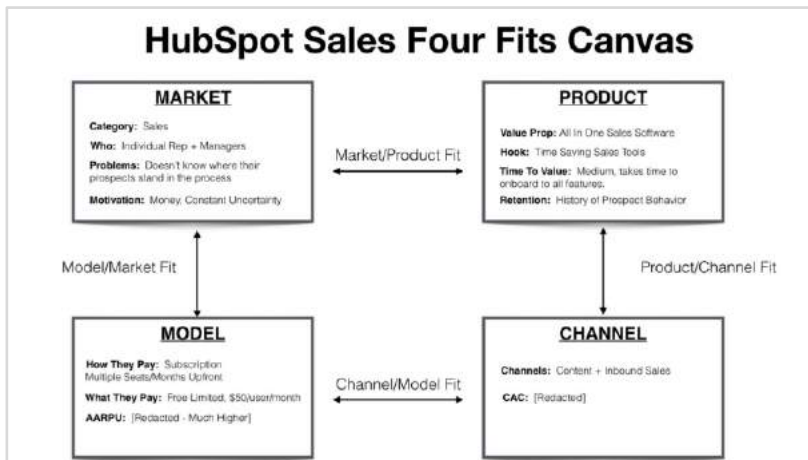 HubSpot Sales Four Fits Canvas
MARKET
Category: Sales
Who: Individual Rep + Managers
Problems: Doesn't know where their
prospects stand in the process
Motivation: Money, Constant Uncertainty
Market/Product Fit
PRODUCT
Value Prop: All In One Sales Software
Hook: Time Saving Sales Tools
Time To Value: Medium, takes time to
onboard to all features.
Retention: History of Prospect Behavior
Model/Market Fit
Product/Channel Fit
MODEL
How They Pay: Subscription
Multiple Seats/Months Upfront
What They Pay: Free Limited, $50/user/month
AARPU: [Redacted - Much Higher]
Channel/Model Fit
CHANNEL
Channels: Content + Inbound Sales
CAC: [Redacted]